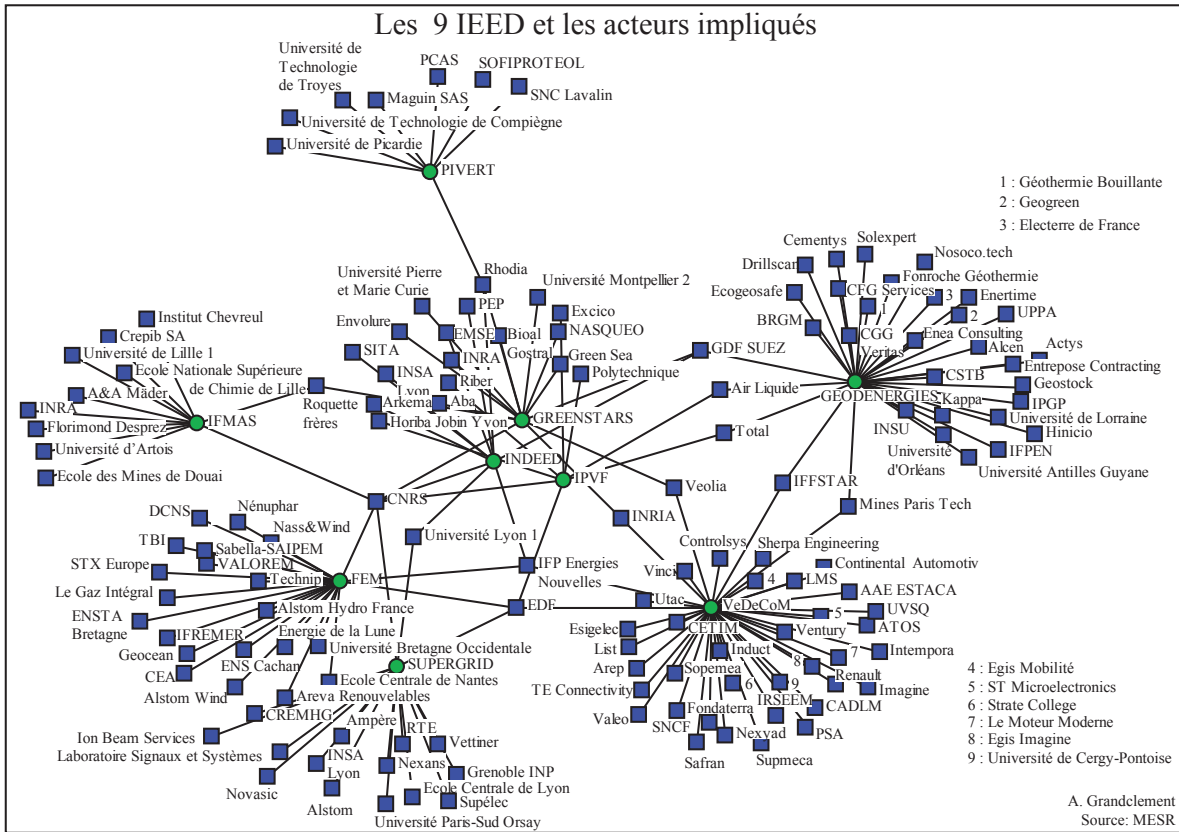 Les 9 IEED et les acteurs impliqués
Université de
Technologie
de Troyes
PCAS
SOFIPROTEOL
SNC Lavalin
Maguin SAS
Université de Technologie de Compiègne
Université de Picardie
PIVERT
1 : Géothermie Bouillante
2 : Geogreen
3 : Electerre de France
Rhodia
Université Pierre
et Marie Curie
PEP
Université Montpellier 2
Excico
Envolure
EMSE
Bioal
NASQUEO
SITA
INRA
Gostral
Green Sea
INSA
Lyon
Riber
Polytechnique
Roquette
frères
Arkema
Aba
Horiba Jobin Yvon
GREENSTARS
INDEED
IPVF
GDF SUEZ
Air Liquide
Total
Veolia
INRIA
IFFSTAR
Mines Paris Tech
Institut Chevreul
Crepib SA
Université de Lillle 1
Ecole Nationale Supérieure
de Chimie de Lille
A&A Mäder
INRA
Florimond Desprez
IFMAS
Université d'Artois
Ecole des Mines de Douai
CNRS
Cementys
Solexpert
Nosoco.tech
Drillscan
Fonroche Géothermie
Ecogeosafe
CFG Services
1
3
Enertime
2
UPPA
BRGM
CGG
Veritas
Enea Consulting
Alcen
Actys
Entrepose Contracting
CSTB
Geostock
GEODENERGIES
Kappa
IPGP
INSU
Université de Lorraine
Hinicio
Université
d'Orléans
IFPEN
Université Antilles Guyane
DCNS
Nénuphar
Nass&Wind
TBI
Sabella-SAIPEM
STX Europe
VALOREM
Technip
FEM
Le Gaz Intégral
ENSTA
Bretagne
Alstom Hydro France
IFREMER
Energie de la Lune
Geocean
Université Bretagne Occidentale
ENS Cachan
CEA
SUPERGRID
Alstom Wind
Ecole Centrale de Nantes
Areva Renouvelables
CREMHG
Ampère
Ion Beam Services
Laboratoire Signaux et Systèmes
RTE
Vettiner
INSA
Lyon
Nexans
Grenoble INP
Novasic
Ecole Centrale de Lyon
Alstom
Supélec
Université Paris-Sud Orsay
Université Lyon 1
IFP Energies
Nouvelles
EDF
Controlsys
Sherpa Engineering
Vinci
Continental Automotiv
4
LMS
AAE ESTACA
Utac
VeDeCoM
UVSQ
5
ATOS
Esigelec
CETIM
Ventury
List
Induct
Intempora
7
Arep
Sopemea
8
Renault
TE Connectivity
6
9
Imagine
IRSEEM
CADLM
Valeo
Fondaterra
SNCF
Nexyad
PSA
Safran
Supmeca
4 : Egis Mobilité
5 : ST Microelectronics
6 : Strate College
7 : Le Moteur Moderne
8 : Egis Imagine
9 : Université de Cergy-Pontoise
A. Grandclement
Source: MESR